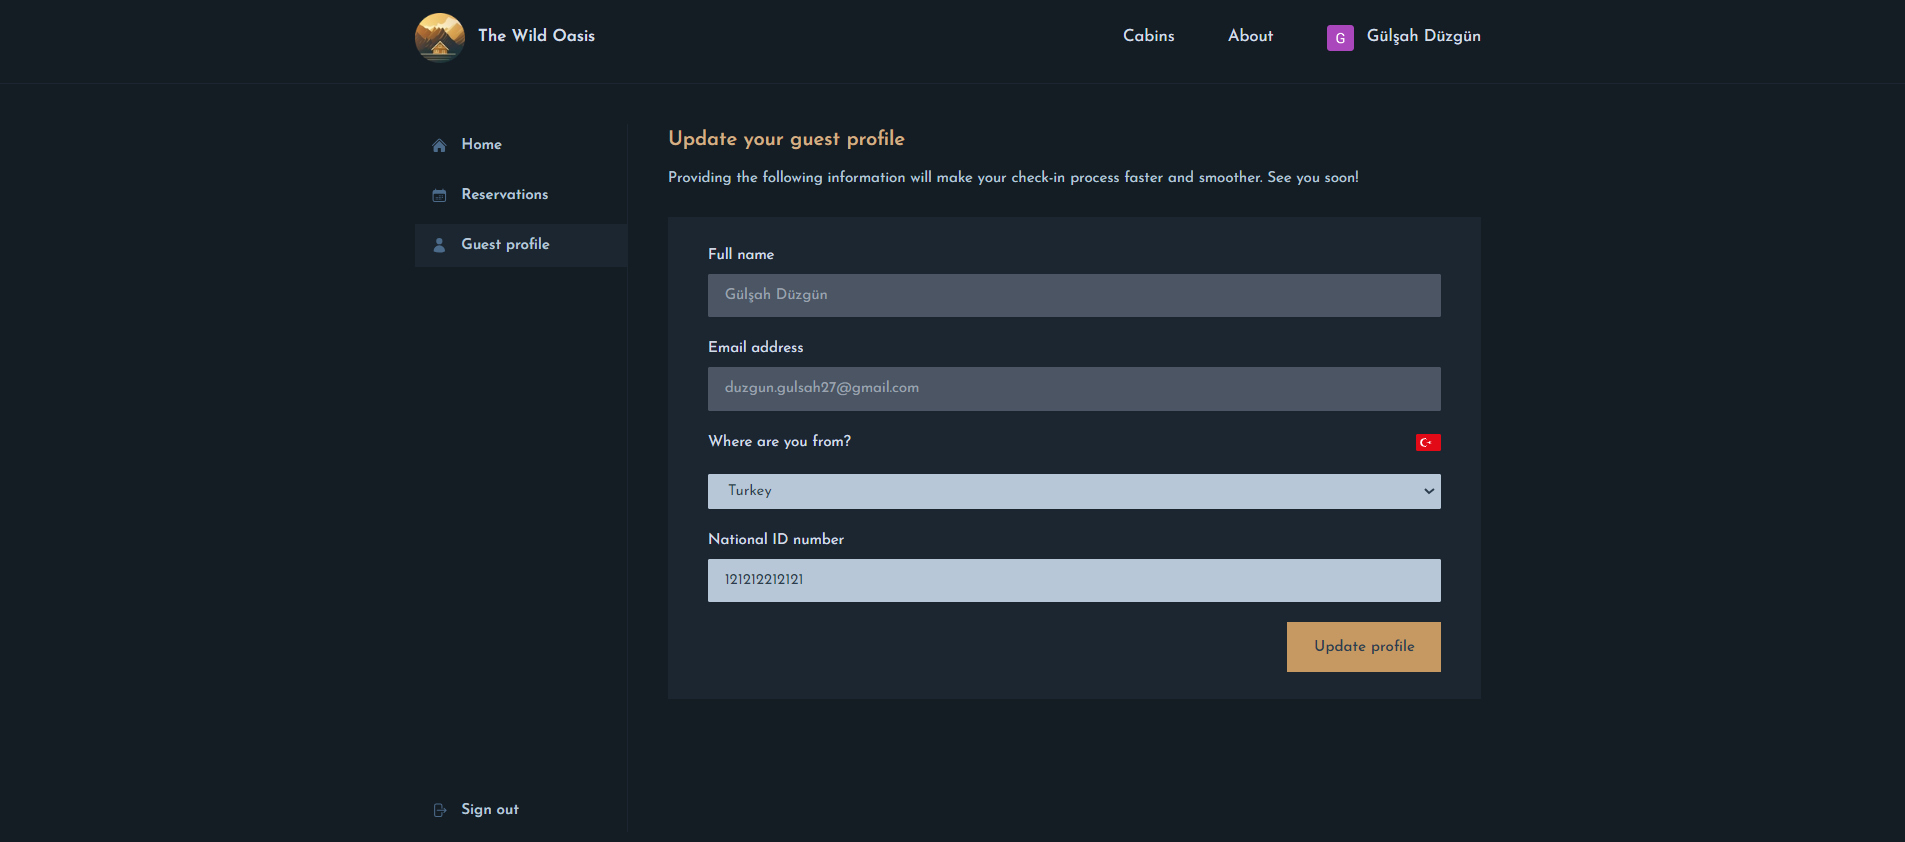 The Wild Oasis
Cabins
About
G
Gülşah Düzgün
Home
Reservations
Guest profile
Sign out
Update your guest profile
Providing the following information will make your check-in process faster and smoother. See you soon!
Full name
Gülşah Düzgün
Email address
duzgun.gulsah27@gmail.com
Where are you from?
Turkey
National ID number
121212212121
Update profile